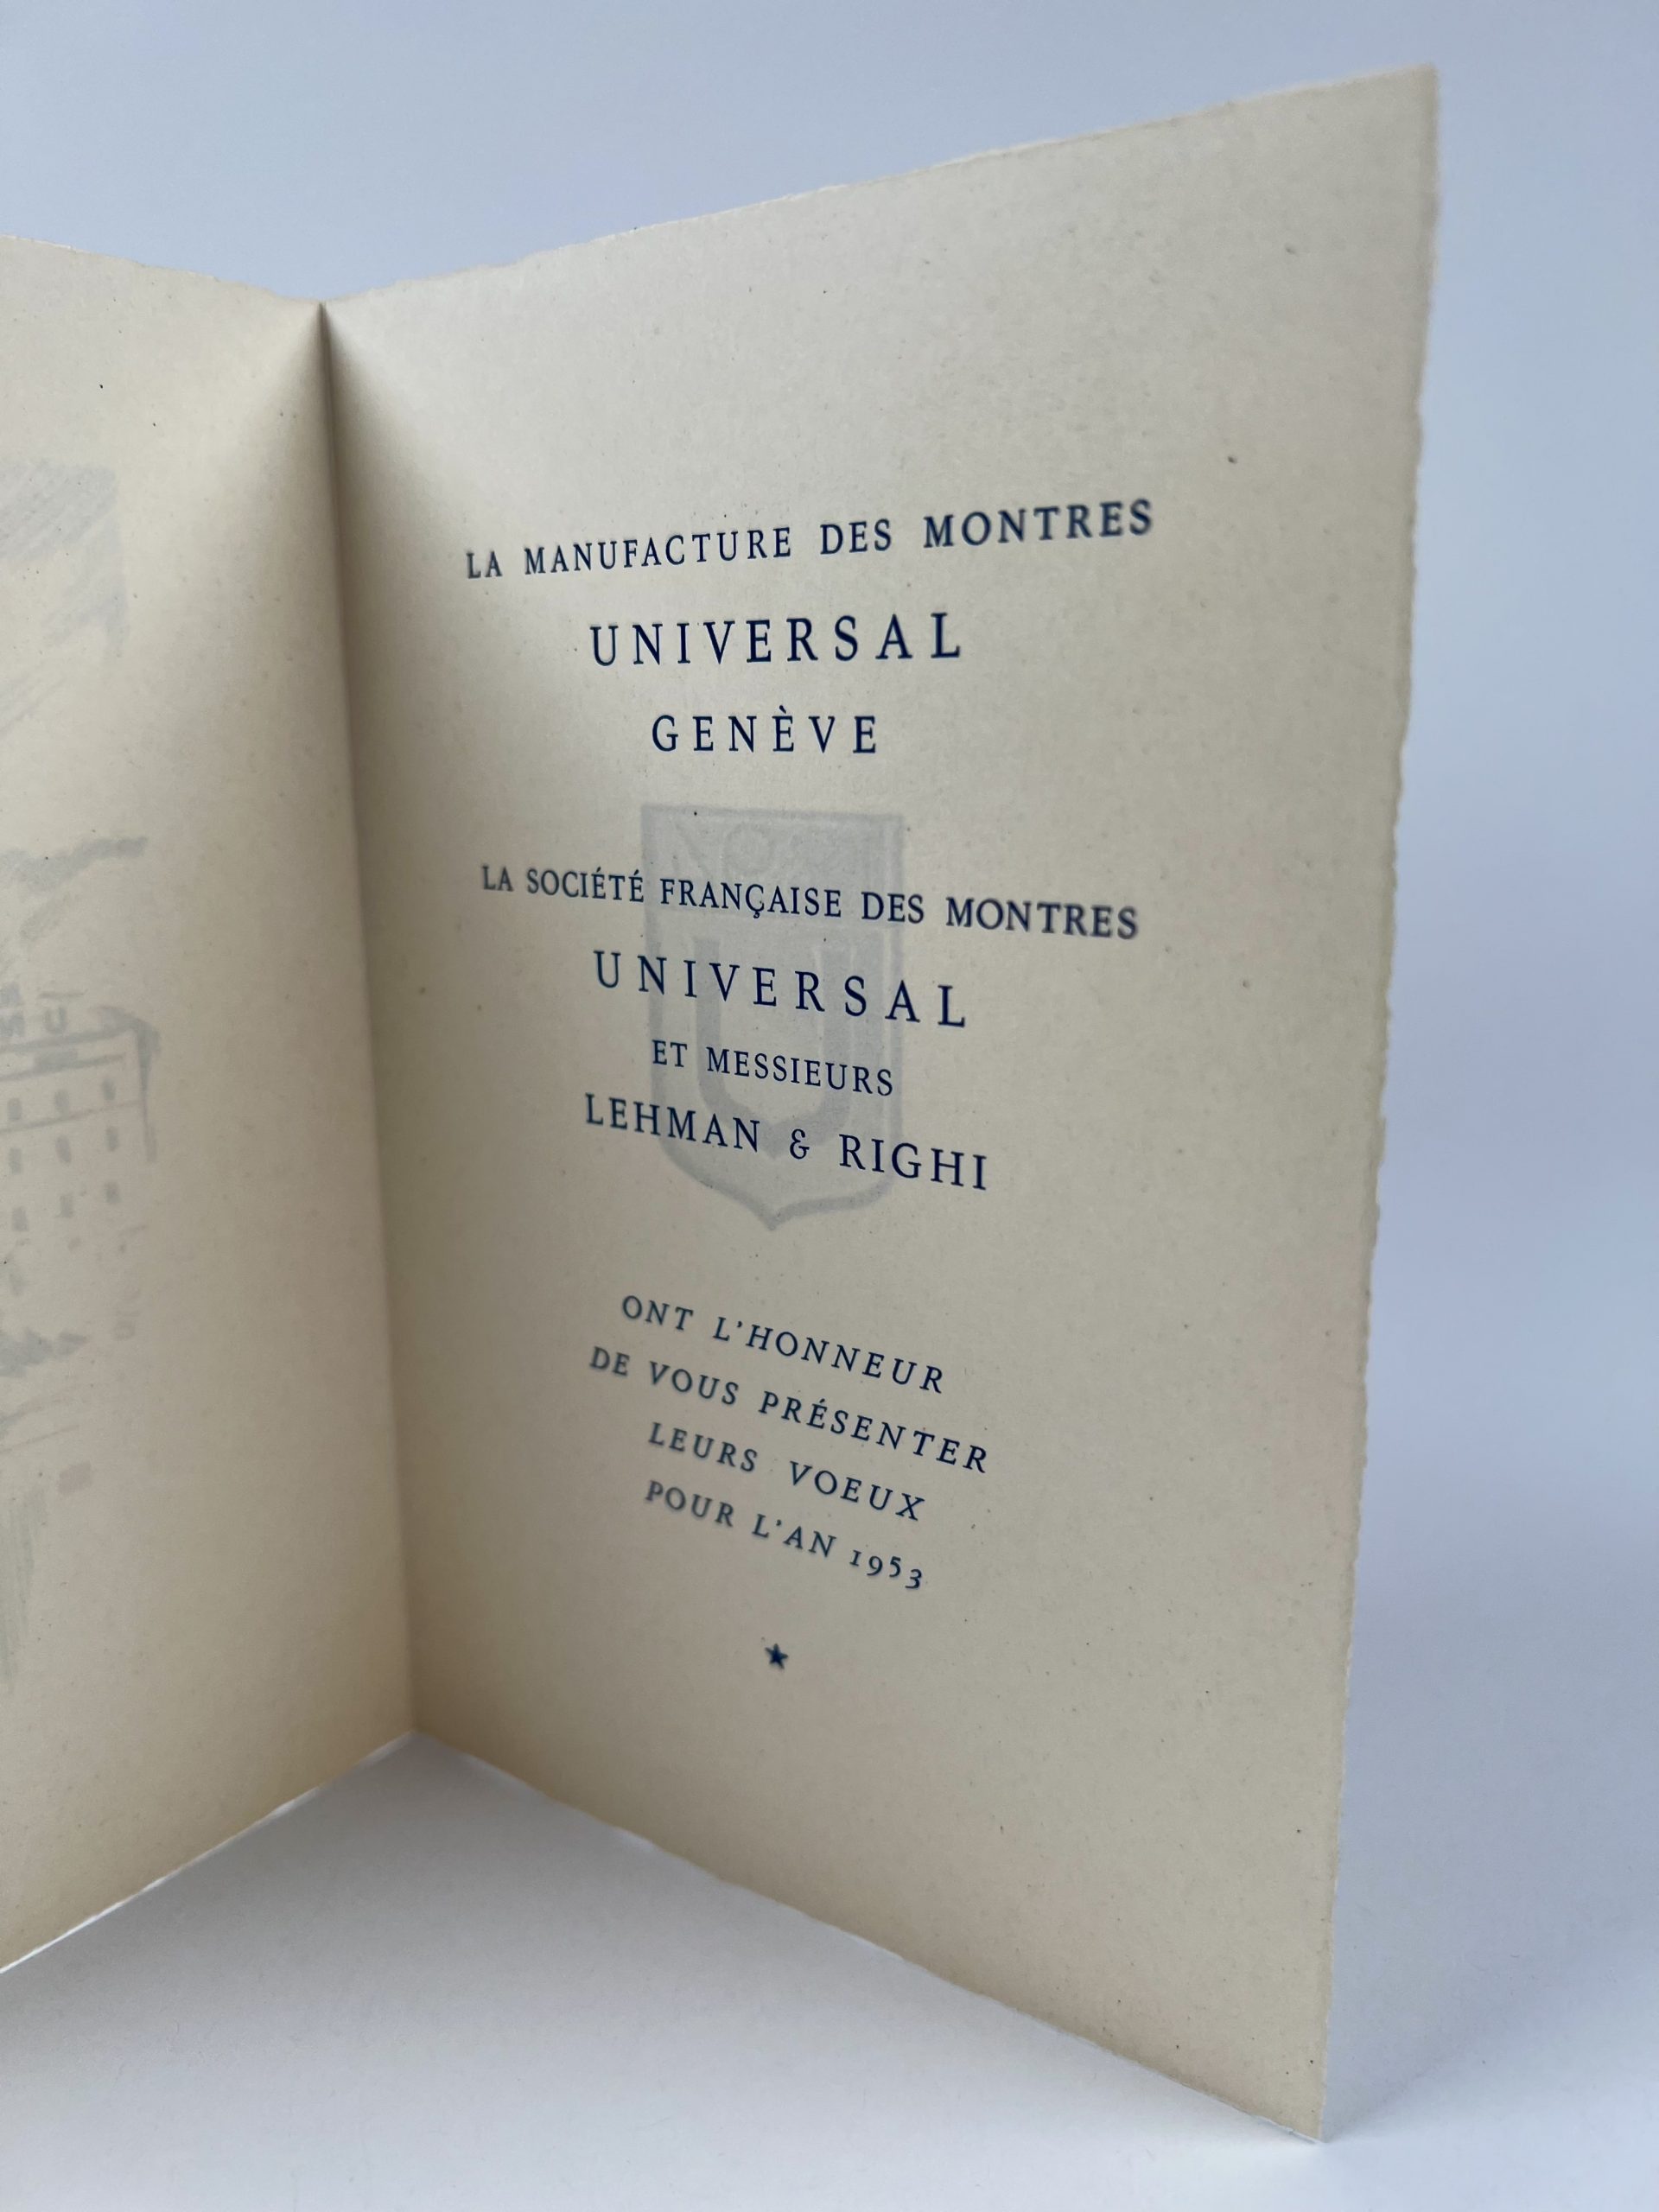 LA MANUFACTURE DES MONTRES
UNIVERSAL
GENÈVE
LA SOCIÉTÉ FRANÇAISE DES MONTRES
UNIVERSAL
ET MESSIEURS
LEHMAN & RIGHI
ONT L'HONNEUR
DE VOUS PRÉSENTER
LEURS VOEUX
POUR L'AN 1953